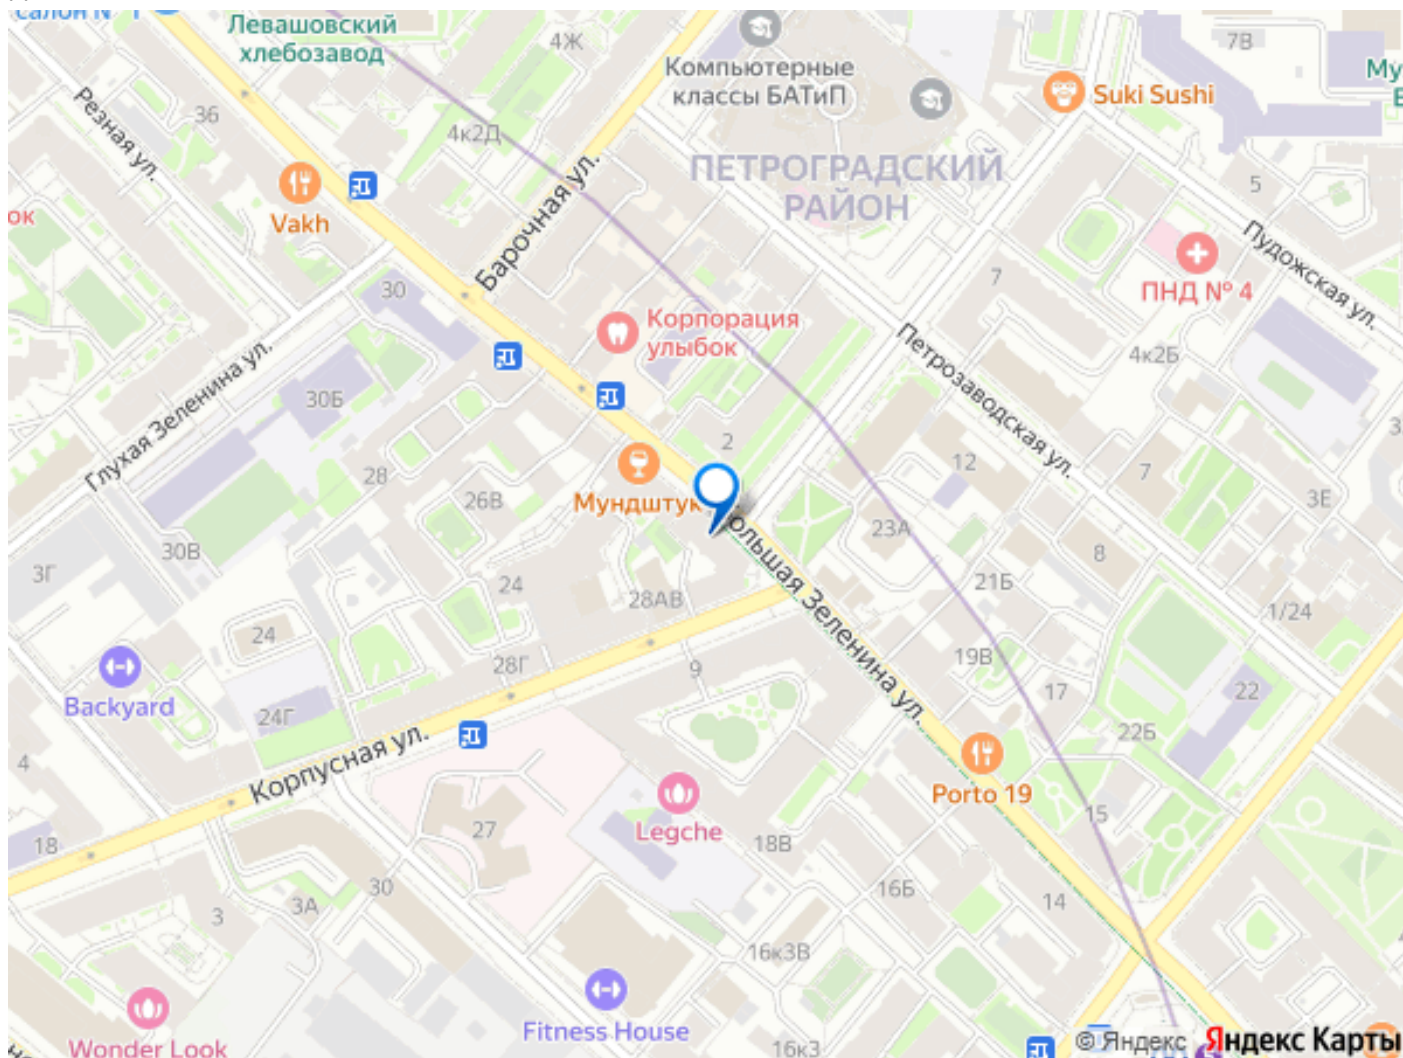 Левашовский
хлебозавод
4Ж
Компьютерные
классы БАТиП
7В
Suki Sushi
Резная ул.
36
4к2Д
ПЕТРОГРАДСКИЙ
РАЙОН
5
Vakh
ок
Барочная ул.
Пудожская ул.
ПНД № 4
7
30
Корпорация
улыбок
4к2Б
Глухая Зеленина ул.
30Б
Петрозаводская ул.
2
28
26В
Мундштук
12
7
3Е
23А
30В
8
3Г
24
28АВ
Большая Зеленина ул.
21Б
1/24
24
28Г
9
19В
17
22
Backyard
24Г
22Б
Корпусная ул.
4
Porto 19
27
Legche
18В
15
18
30
16Б
14
3
3А
16к3В
Fitness House
Wonder Look
16к3
© Яндекс Яндекс Карты